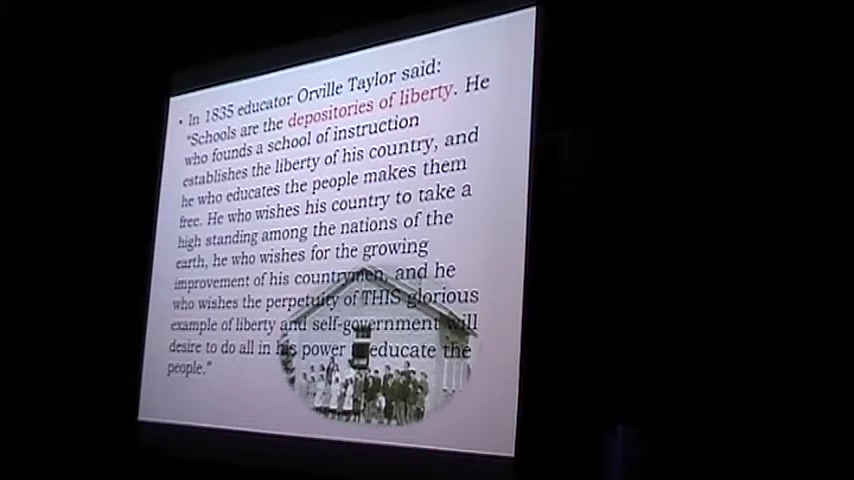 • In 1835 educator Orville Taylor said:
"Schools are the depositories of liberty. He
who founds a school of instruction
establishes the liberty of his country, and
he who educates the people makes them
free. He who wishes his country to take a
high standing among the nations of the
earth, he who wishes for the growing
improvement of his countrymen, and he
who wishes the perpetuity of THIS glorious
example of liberty and self-government will
desire to do all in his power to educate the
people."